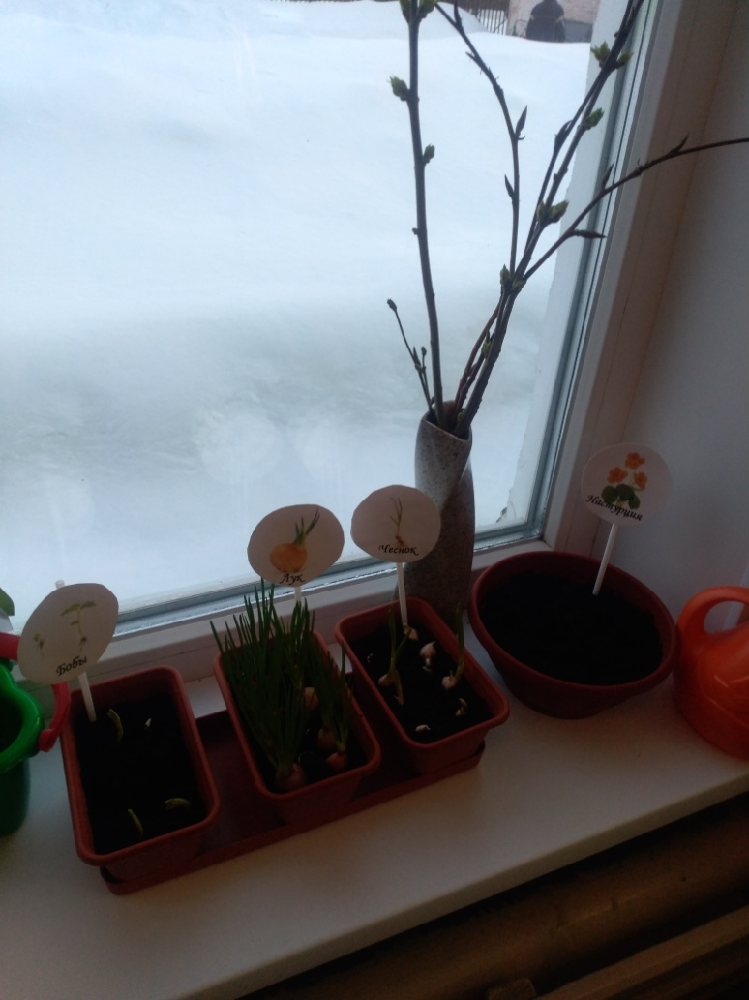 Бобы
Лук
Чеснок
Настурция